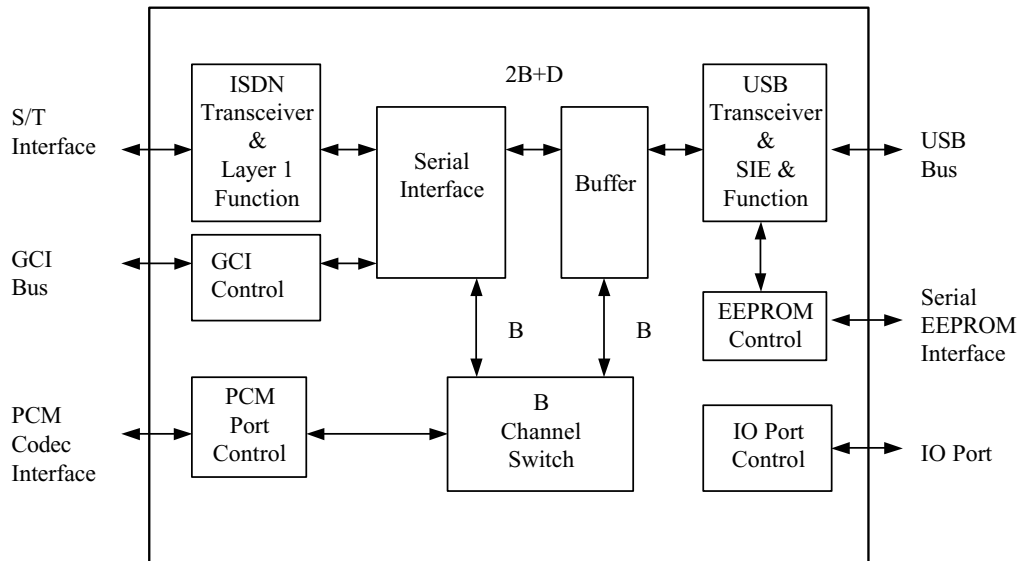 2B+D
S/T
Interface
ISDN
Transceiver
&
Layer 1
Function
Serial
Interface
Buffer
USB
Transceiver
&
SIE &
Function
USB
Bus
GCI
Bus
GCI
Control
B
B
EEPROM
Control
Serial
EEPROM
Interface
PCM
Codec
Interface
PCM
Port
Control
B
Channel
Switch
IO Port
Control
IO Port